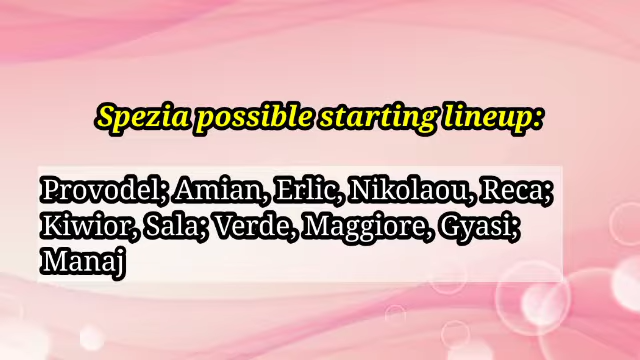 Spezia possible starting lineup:
Provodel; Amian, Erlic, Nikolaou, Reca;
Kiwior, Sala; Verde, Maggiore, Gyasi;
Manaj